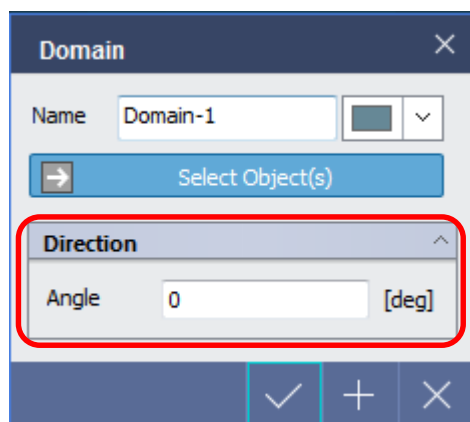 Domain
Name Domain-1
Select Object(s)
Direction
Angle 0 [deg]